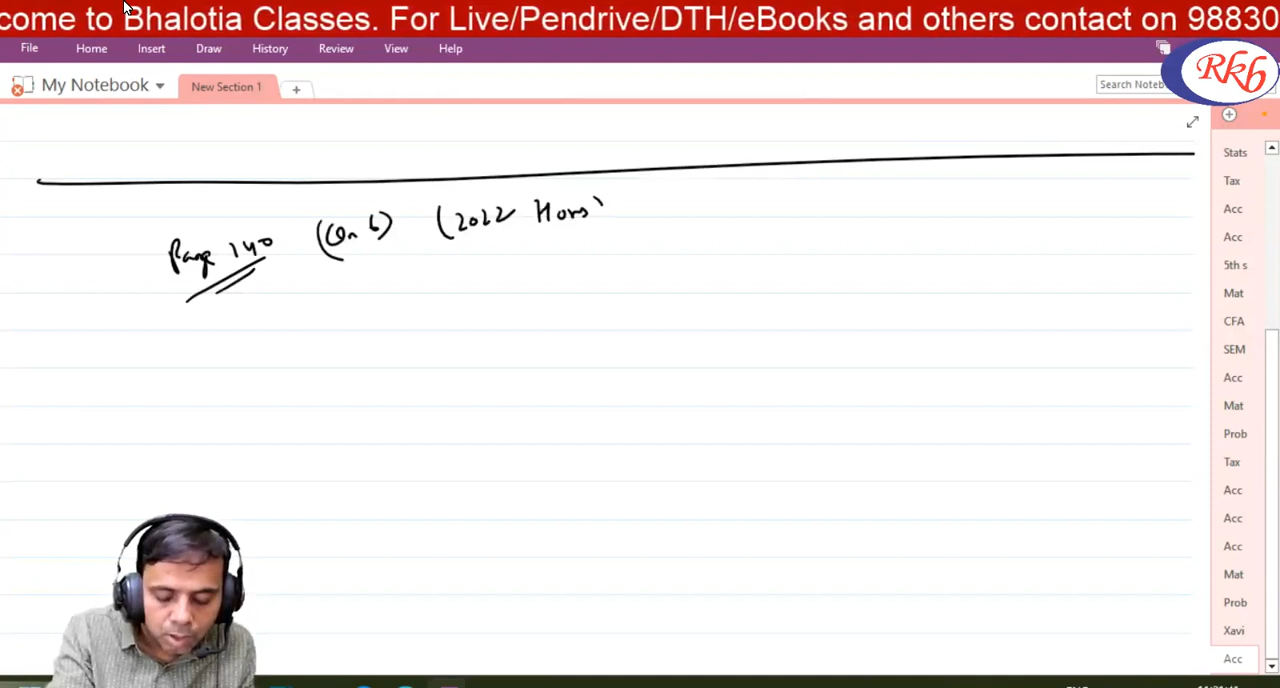 come to Bhalotia Classes. For Live/Pendrive/DTH/eBooks and others contact on 98830
File Home Insert Draw History Review View Help
Rkb
My Notebook New Section 1 +
Search Noteb
Page 140 (Qn 6) (2022 Hons)
Stats
Tax
Acc
Acc
5th s
Mat
CFA
SEM
Acc
Mat
Prob
Tax
Acc
Acc
Acc
Mat
Prob
Xavi
Acc